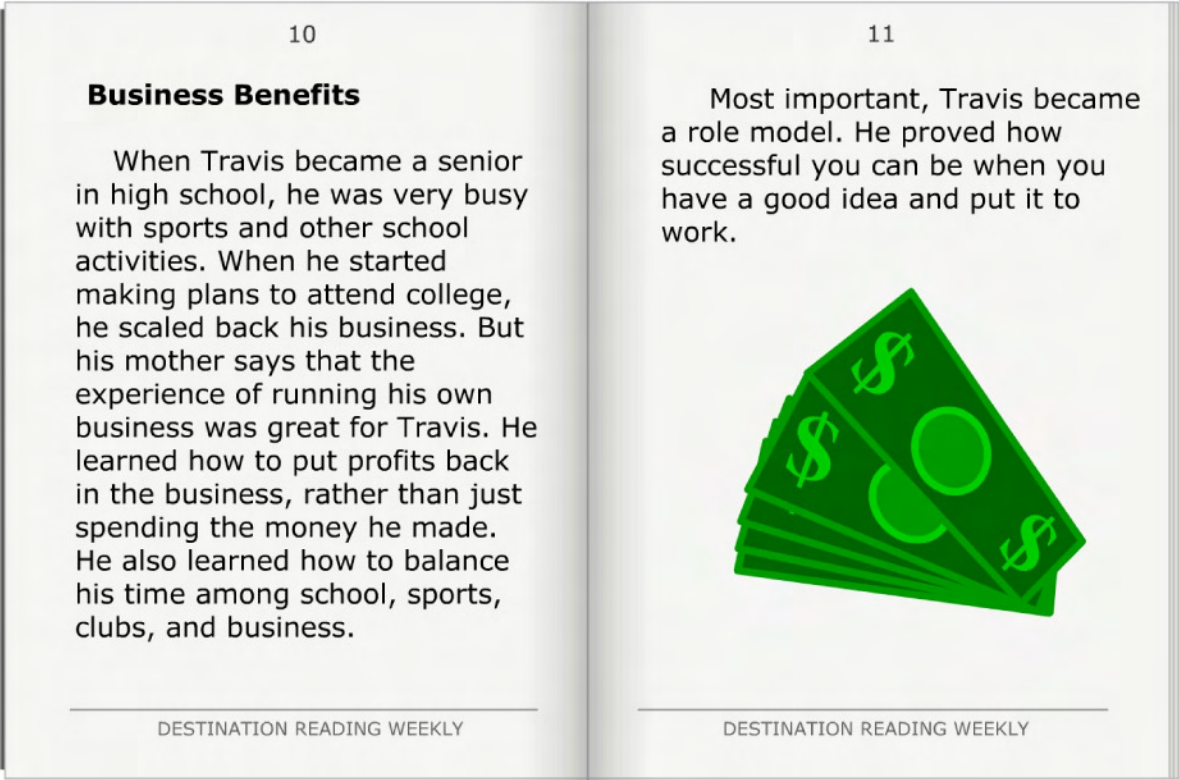 10
Business Benefits
When Travis became a senior
in high school, he was very busy
with sports and other school
activities. When he started
making plans to attend college,
he scaled back his business. But
his mother says that the
experience of running his own
business was great for Travis. He
learned how to put profits back
in the business, rather than just
spending the money he made.
He also learned how to balance
his time among school, sports,
clubs, and business.
DESTINATION READING WEEKLY
11
Most important, Travis became
a role model. He proved how
successful you can be when you
have a good idea and put it to
work.
$
$
$
DESTINATION READING WEEKLY